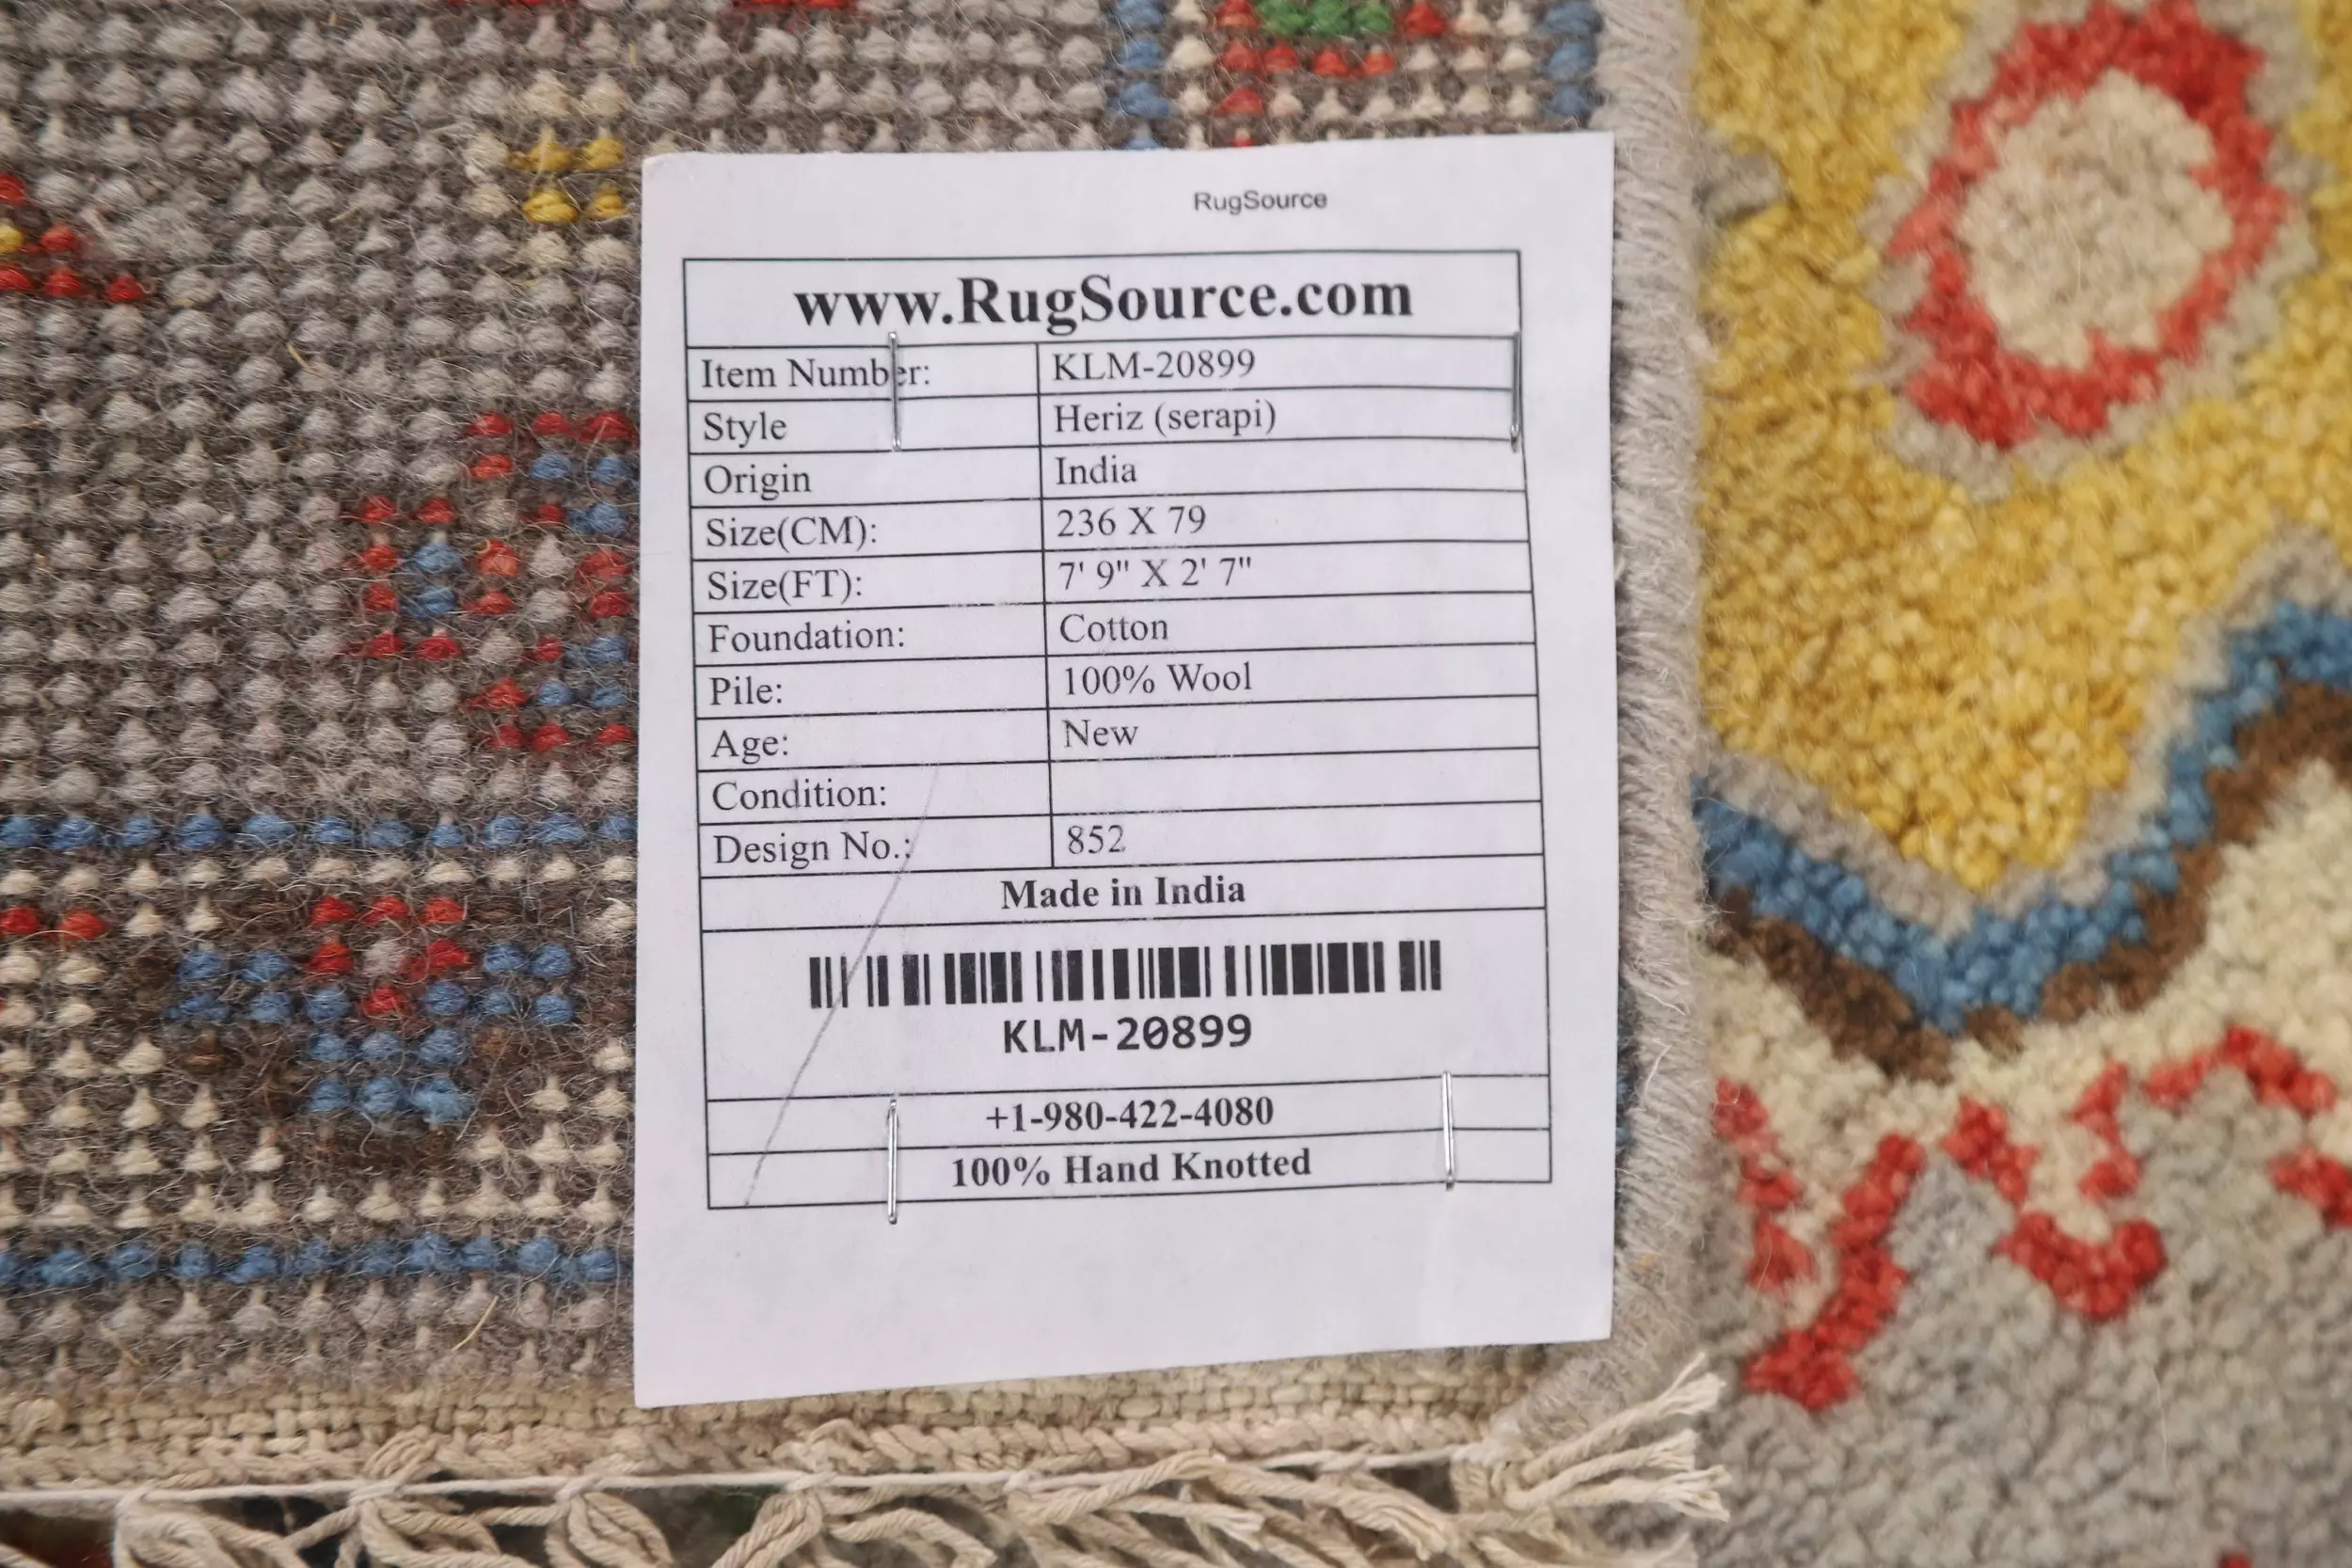 RugSource
www.RugSource.com
Item Number: KLM-20899
Style Heriz (serapi)
Origin India
Size(CM): 236 X 79
Size(FT): 7' 9" X 2' 7"
Foundation: Cotton
Pile: 100% Wool
Age: New
Condition:
Design No.: 852
Made in India
KLM-20899
+1-980-422-4080
100% Hand Knotted